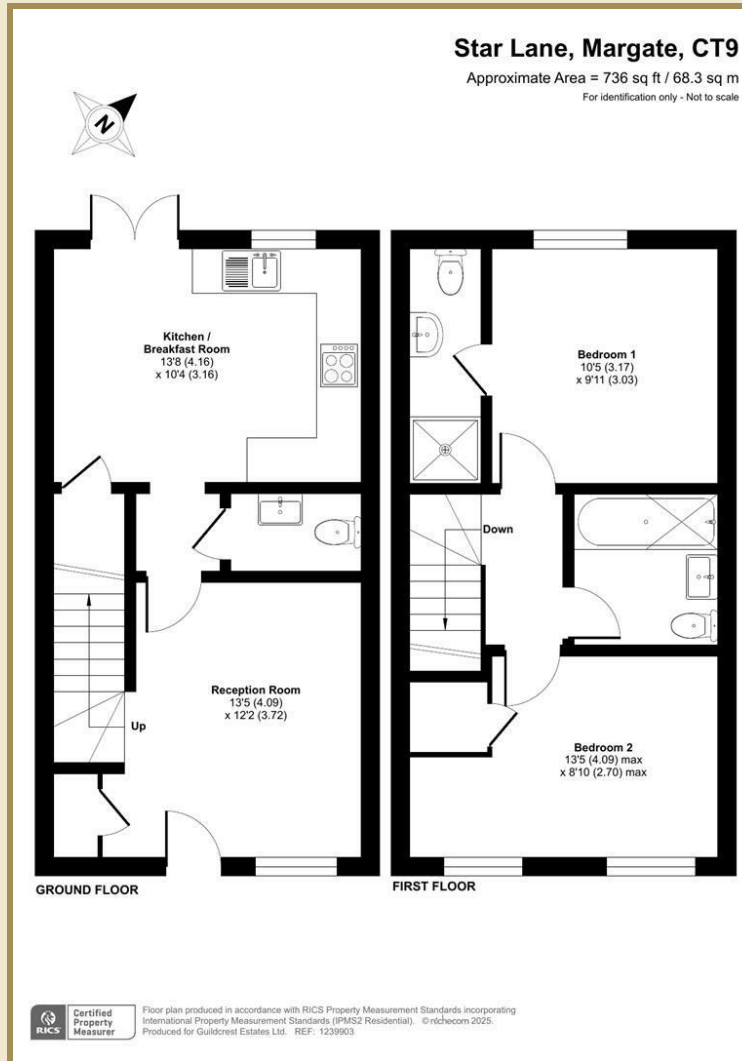 Star Lane, Margate, CT9
Approximate Area = 736 sq ft / 68.3 sq m
For identification only - Not to scale
N
Kitchen /
Breakfast Room
13'8 (4.16)
x 10'4 (3.16)
Bedroom 1
10'5 (3.17)
x 9'11 (3.03)
Down
Reception Room
13'5 (4.09)
x 12'2 (3.72)
Up
Bedroom 2
13'5 (4.09) max
x 8'10 (2.70) max
GROUND FLOOR
FIRST FLOOR
RICS
Certified
Property
Measurer
Floor plan produced in accordance with RICS Property Measurement Standards incorporating
International Property Measurement Standards (IPMS2 Residential). © nichecom 2025.
Produced for Guildcrest Estates Ltd. REF: 1239903